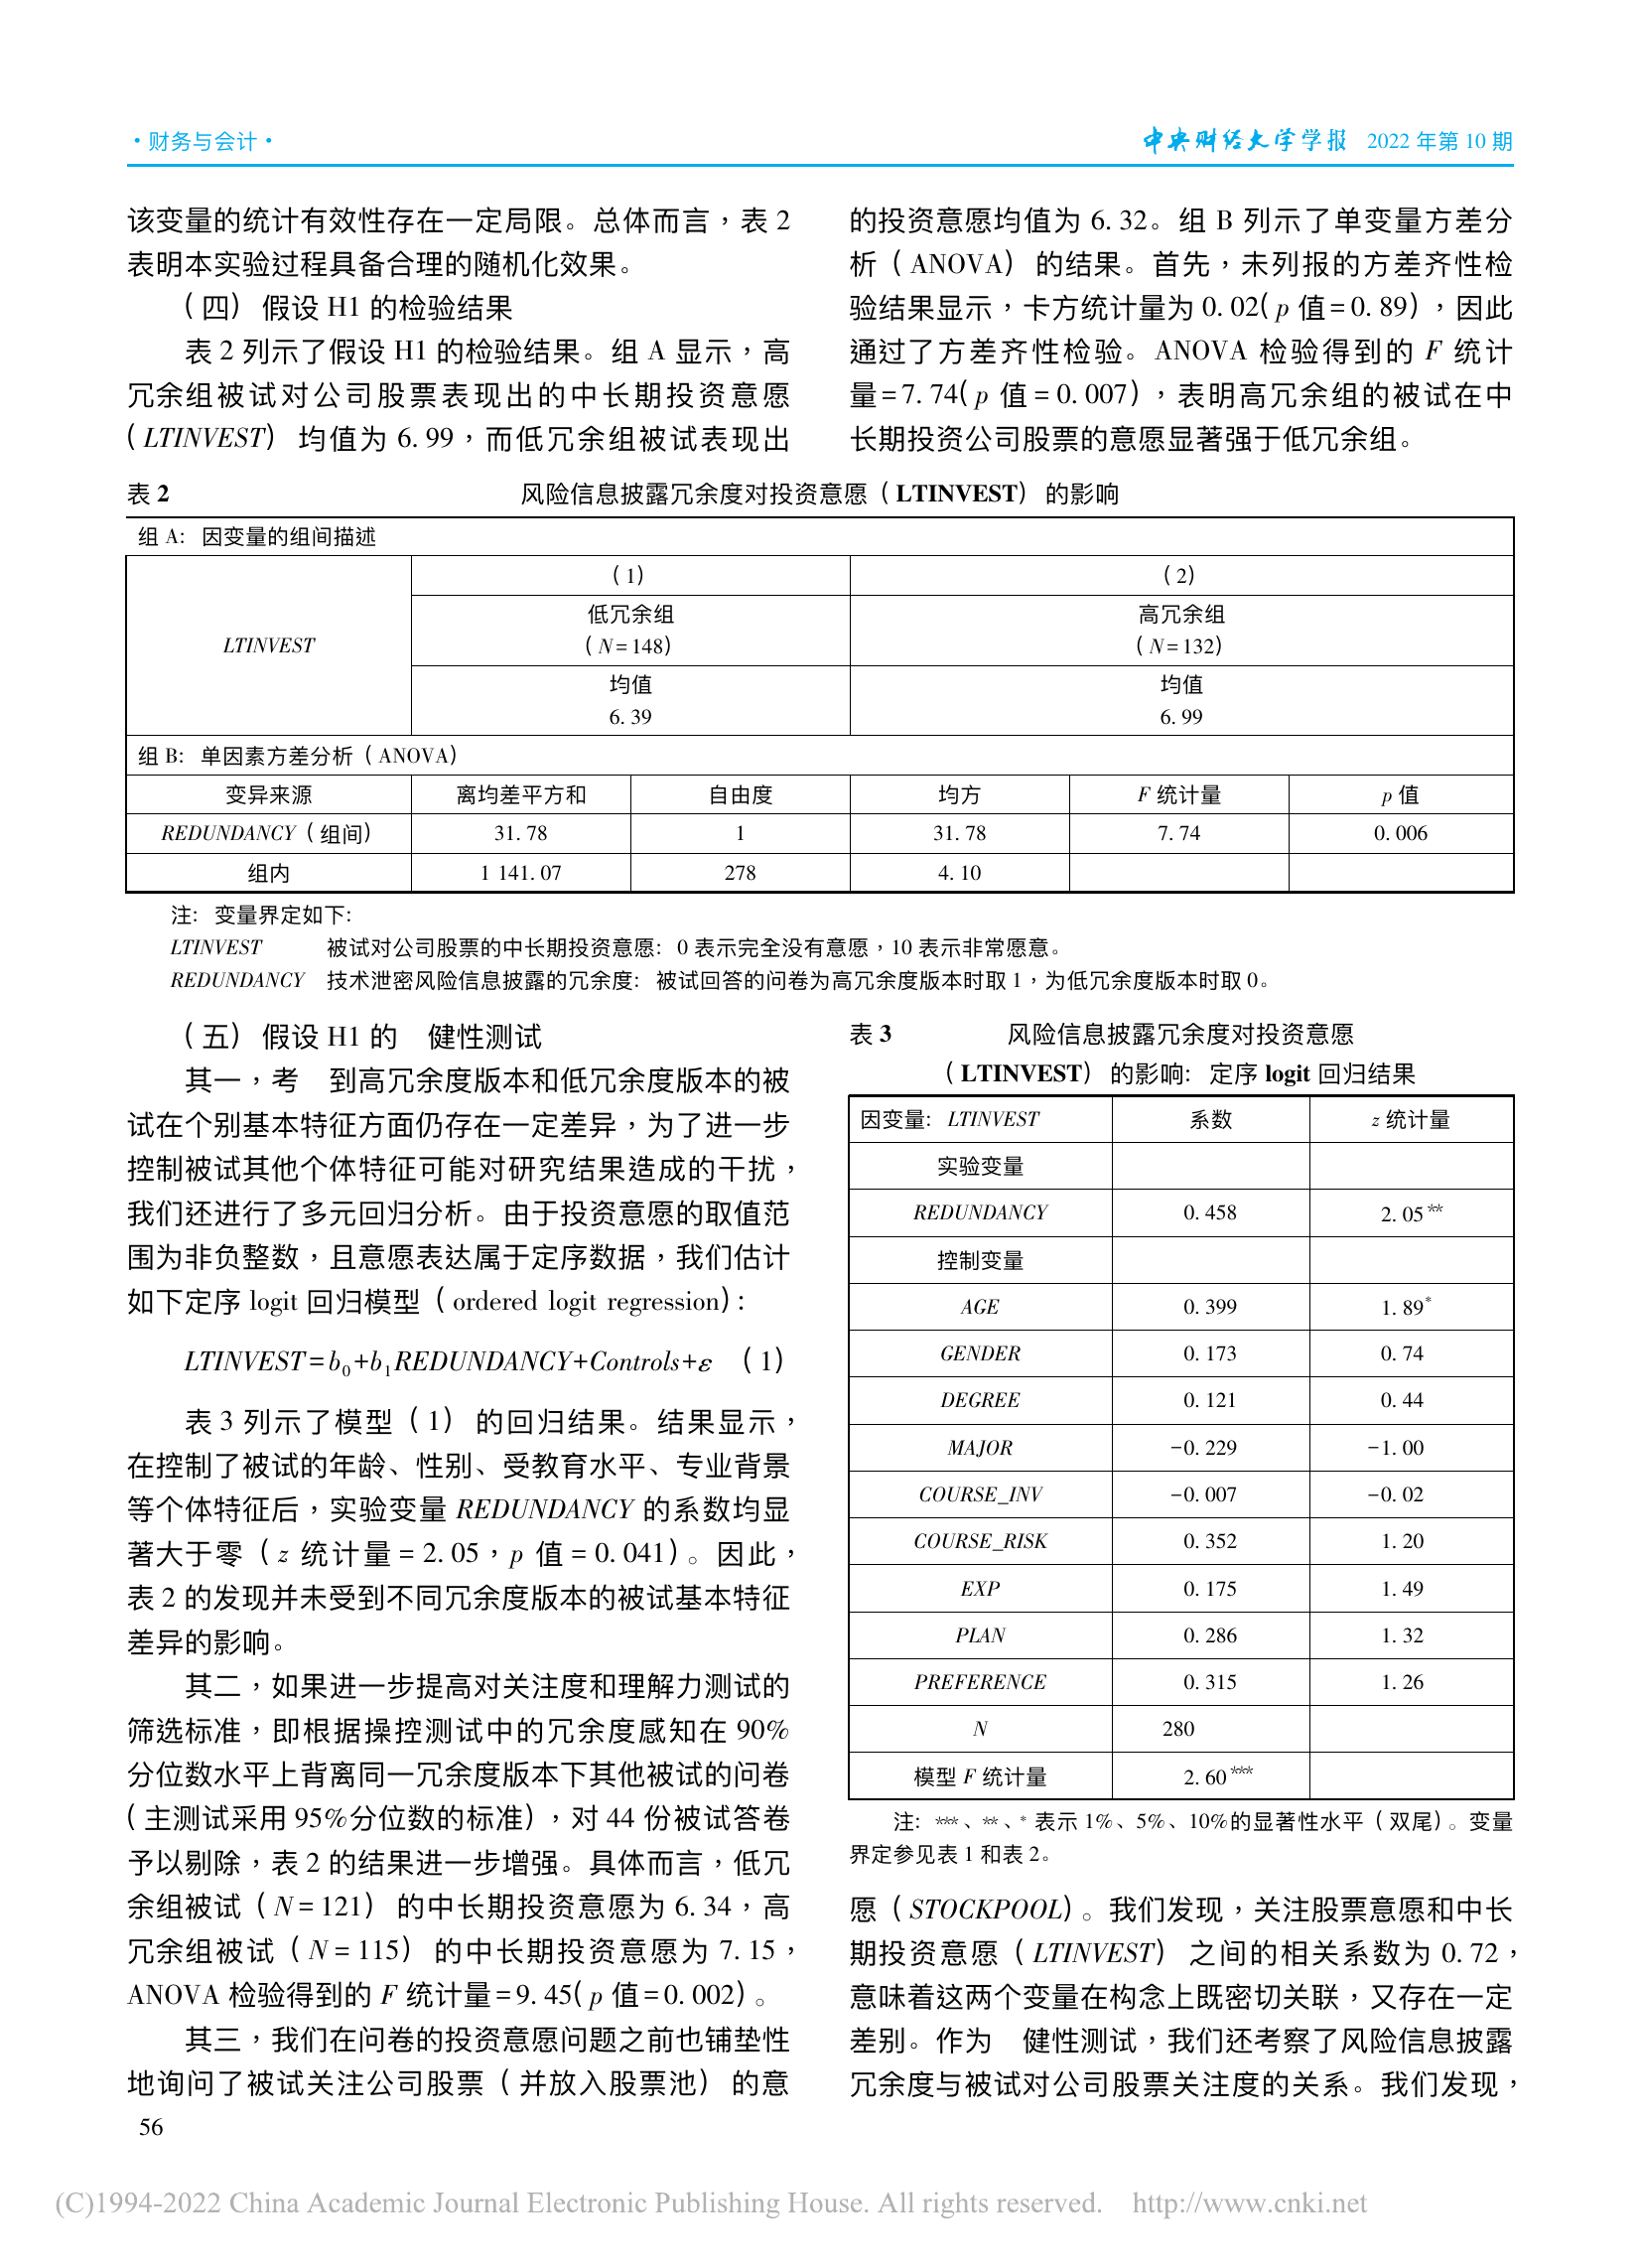 ·财务与会计·
中央财经大学学报 2022 年第 10 期
该变量的统计有效性存在一定局限。总体而言，表 2
表明本实验过程具备合理的随机化效果。
（四）假设 H1 的检验结果
表 2 列示了假设 H1 的检验结果。组 A 显示，高
冗余组被试对公司股票表现出的中长期投资意愿
（LTINVEST）均值为 6.99，而低冗余组被试表现出
的投资意愿均值为 6.32。组 B 列示了单变量方差分
析（ANOVA）的结果。首先，未列报的方差齐性检
验结果显示，卡方统计量为 0.02(p 值=0.89)，因此
通过了方差齐性检验。ANOVA 检验得到的 F 统计
量=7.74(p 值=0.007)，表明高冗余组的被试在中
长期投资公司股票的意愿显著强于低冗余组。
表 2 风险信息披露冗余度对投资意愿（LTINVEST）的影响
组 A: 因变量的组间描述
LTINVEST
(1) (2)
低冗余组 高冗余组
(N=148) (N=132)
均值 均值
6.39 6.99
组 B: 单因素方差分析（ANOVA）
变异来源 离均差平方和 自由度 均方 F 统计量 p 值
REDUNDANCY（组间） 31.78 1 31.78 7.74 0.006
组内 1 141.07 278 4.10
注: 变量界定如下:
LTINVEST 被试对公司股票的中长期投资意愿: 0 表示完全没有意愿，10 表示非常愿意。
REDUNDANCY 技术泄密风险信息披露的冗余度: 被试回答的问卷为高冗余度版本时取 1，为低冗余度版本时取 0。
（五）假设 H1 的　健性测试
其一，考　到高冗余度版本和低冗余度版本的被
试在个别基本特征方面仍存在一定差异，为了进一步
控制被试其他个体特征可能对研究结果造成的干扰，
我们还进行了多元回归分析。由于投资意愿的取值范
围为非负整数，且意愿表达属于定序数据，我们估计
如下定序 logit 回归模型（ordered logit regression）:
LTINVEST=b₀+b₁REDUNDANCY+Controls+ε (1)
表 3 列示了模型（1）的回归结果。结果显示，
在控制了被试的年龄、性别、受教育水平、专业背景
等个体特征后，实验变量 REDUNDANCY 的系数均显
著大于零（z 统计量=2.05，p 值=0.041）。因此，
表 2 的发现并未受到不同冗余度版本的被试基本特征
差异的影响。
其二，如果进一步提高对关注度和理解力测试的
筛选标准，即根据操控测试中的冗余度感知在 90%
分位数水平上背离同一冗余度版本下其他被试的问卷
（主测试采用 95%分位数的标准），对 44 份被试答卷
予以剔除，表 2 的结果进一步增强。具体而言，低冗
余组被试（N=121）的中长期投资意愿为 6.34，高
冗余组被试（N=115）的中长期投资意愿为 7.15，
ANOVA 检验得到的 F 统计量=9.45(p 值=0.002)。
其三，我们在问卷的投资意愿问题之前也铺垫性
地询问了被试关注公司股票（并放入股票池）的意
表 3 风险信息披露冗余度对投资意愿
（LTINVEST）的影响: 定序 logit 回归结果
因变量: LTINVEST 系数 z 统计量
实验变量
REDUNDANCY 0.458 2.05**
控制变量
AGE 0.399 1.89*
GENDER 0.173 0.74
DEGREE 0.121 0.44
MAJOR -0.229 -1.00
COURSE_INV -0.007 -0.02
COURSE_RISK 0.352 1.20
EXP 0.175 1.49
PLAN 0.286 1.32
PREFERENCE 0.315 1.26
N 280
模型 F 统计量 2.60***
注: ***、**、* 表示 1%、5%、10%的显著性水平（双尾）。变量
界定参见表 1 和表 2。
愿（STOCKPOOL）。我们发现，关注股票意愿和中长
期投资意愿（LTINVEST）之间的相关系数为 0.72，
意味着这两个变量在构念上既密切关联，又存在一定
差别。作为　健性测试，我们还考察了风险信息披露
冗余度与被试对公司股票关注度的关系。我们发现，
56
(C)1994-2022 China Academic Journal Electronic Publishing House. All rights reserved. http://www.cnki.net